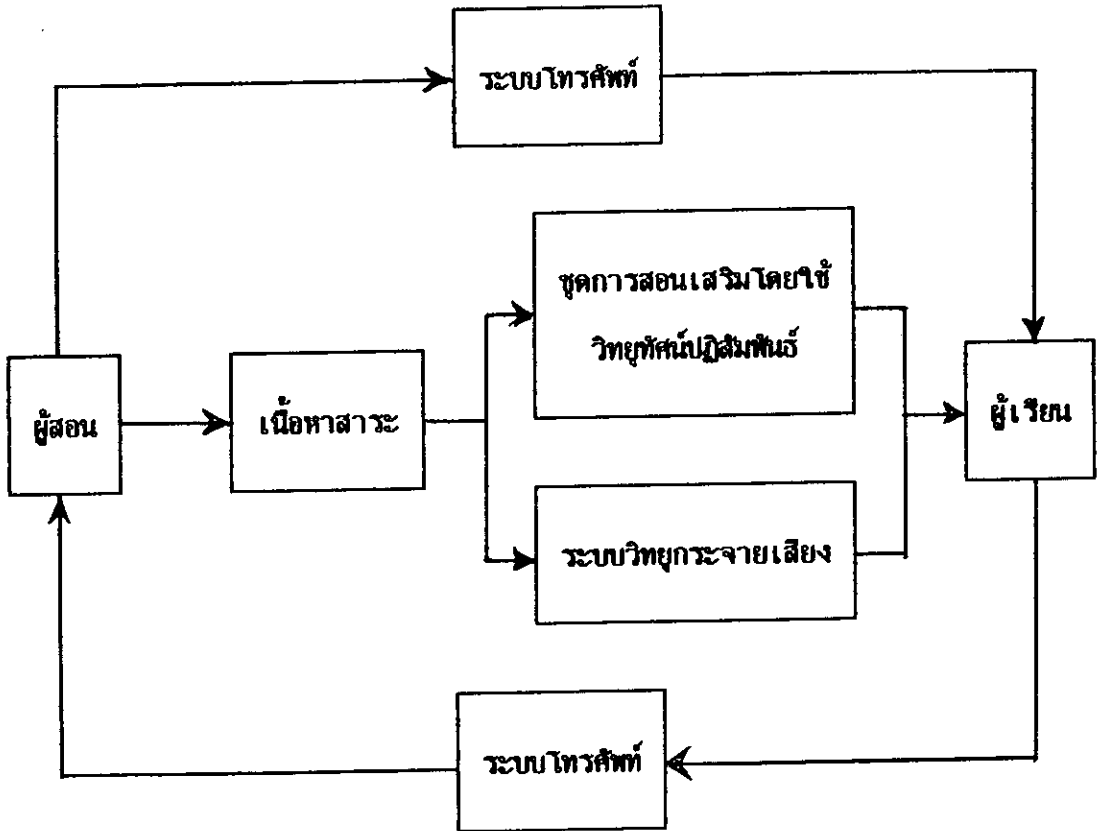 ระบบโทรศัพท์
ชุดการสอนเสริมโดยใช้
วิทยุทัศน์ปฏิสัมพันธ์
ผู้สอน
เนื้อหาสาระ
ผู้เรียน
ระบบวิทยุกระจายเสียง
ระบบโทรศัพท์